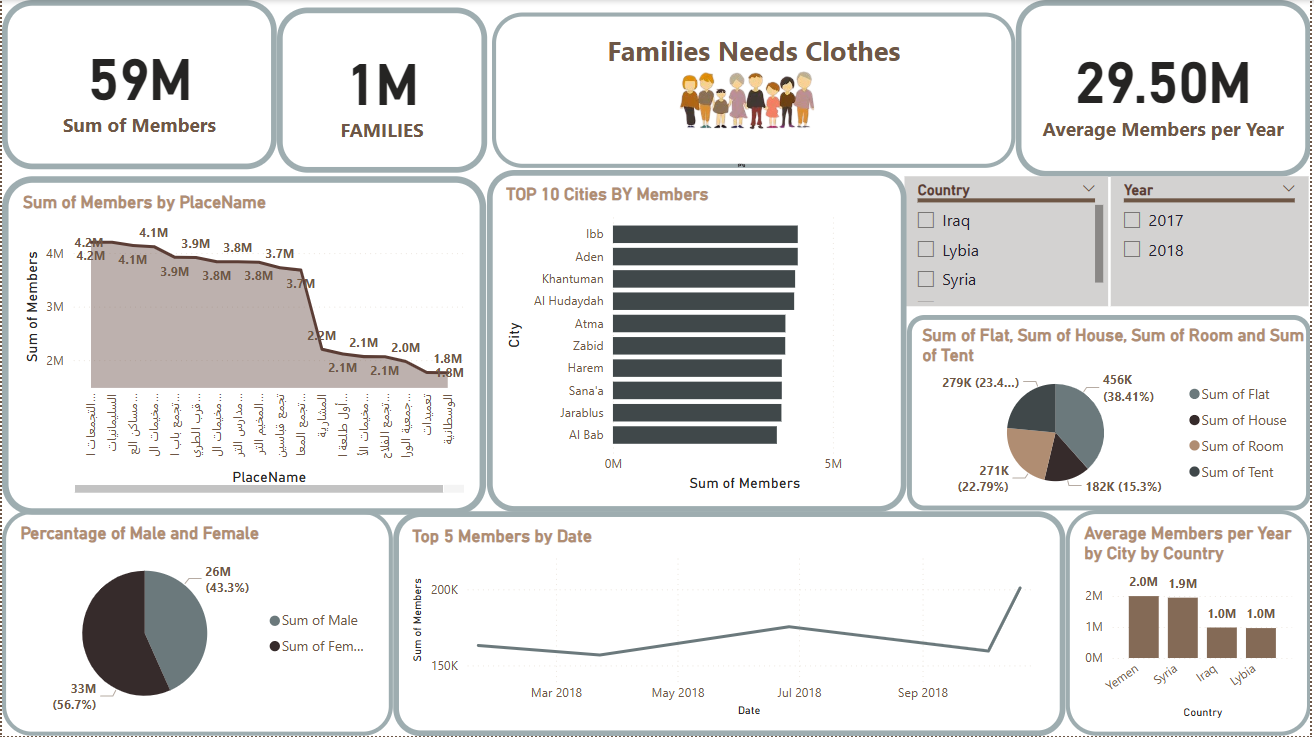 59M
Sum of Members
1M
FAMILIES
Families Needs Clothes
29.50M
Average Members per Year
Sum of Members by PlaceName
Sum of Members
4M
3M
2M
4.2M
4.2M
4.1M
4.1M
3.9M
3.9M
3.8M
3.8M
3.8M
3.7M
3.7M
2.2M
2.1M
2.1M
2.1M
2.0M
1.8M
1.8M
التجمعات ا...
السليمانيات
مساكن الع...
مخيمات ال...
تجمع باب ا...
قرب الطري...
مخيمات ال...
مدارس التر...
المخيم التر...
تجمع قباسين
تجمع المعا...
المشارية
أول طلعة ا...
مخيمات الأ...
تجمع الفلاح...
جمعية الورا...
تعميدات
الوسطانية
PlaceName
TOP 10 Cities BY Members
City
Ibb
Aden
Khantuman
Al Hudaydah
Atma
Zabid
Harem
Sana'a
Jarablus
Al Bab
0M 5M
Sum of Members
Country
Iraq
Lybia
Syria
Year
2017
2018
Sum of Flat, Sum of House, Sum of Room and Sum
of Tent
279K (23.4...)
456K
(38.41%)
271K
(22.79%)
182K (15.3%)
Sum of Flat
Sum of House
Sum of Room
Sum of Tent
Percantage of Male and Female
26M
(43.3%)
33M
(56.7%)
Sum of Male
Sum of Fem...
Top 5 Members by Date
Sum of Members
200K
150K
Mar 2018 May 2018 Jul 2018 Sep 2018
Date
Average Members per Year
by City by Country
2M
1M
0M
2.0M 1.9M 1.0M 1.0M
Yemen Syria Iraq Lybia
Country